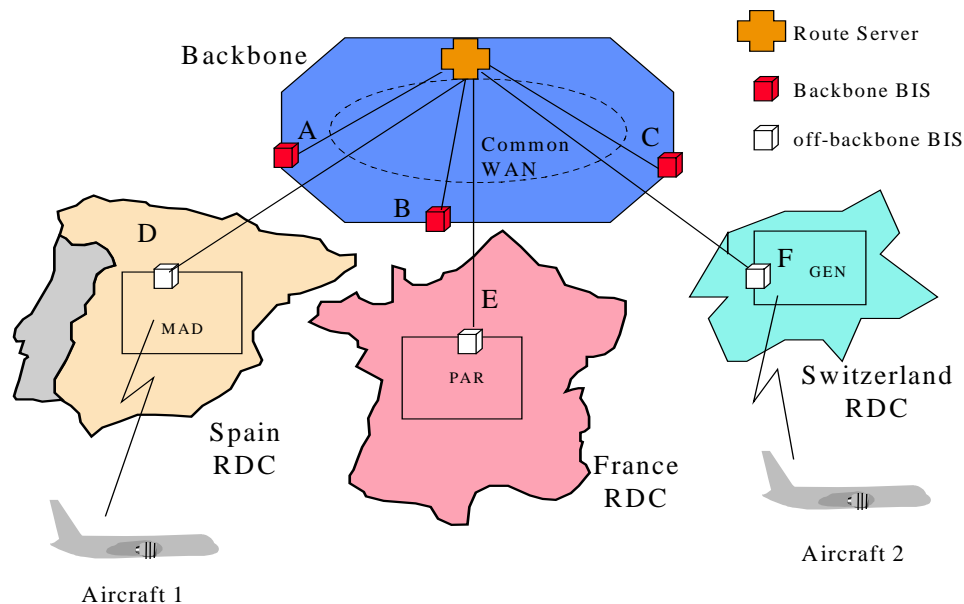 Route Server
Backbone
Backbone BIS
A
C
Common
WAN
off-backbone BIS
B
D
F
GEN
E
MAD
PAR
Switzerland
RDC
Spain
RDC
France
RDC
Aircraft 2
Aircraft 1